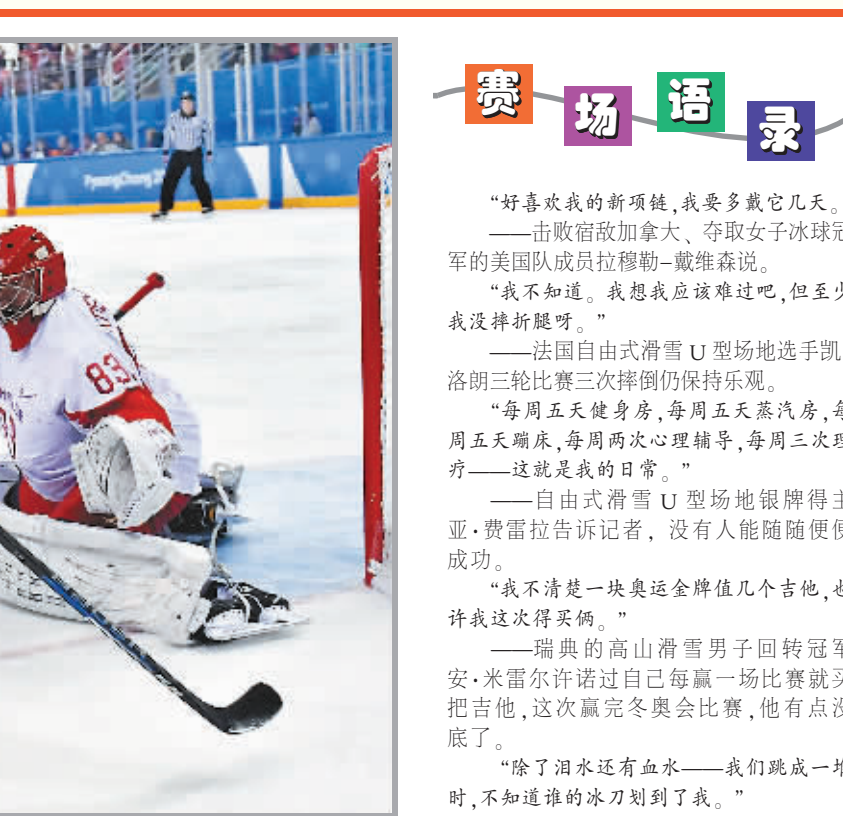 赛场语录
“好喜欢我的新项链,我要多戴它几天。
——击败宿敌加拿大、夺取女子冰球冠
军的美国队成员拉穆勒-戴维森说。
“我不知道。我想我应该难过吧,但至少
我没摔折腿呀。”
——法国自由式滑雪 U 型场地选手凯
洛朗三轮比赛三次摔倒仍保持乐观。
“每周五天健身房,每周五天蒸汽房,每
周五天蹦床,每周两次心理辅导,每周三次理
疗——这就是我的日常。”
——自由式滑雪 U 型场地银牌得主
亚·费雷拉告诉记者,没有人能随随便便
成功。
“我不清楚一块奥运金牌值几个吉他,也
许我这次得买俩。”
——瑞典的高山滑雪男子回转冠军
安·米雷尔许诺过自己每赢一场比赛就买
把吉他,这次赢完冬奥会比赛,他有点没
底了。
“除了泪水还有血水——我们跳成一堆
时,不知道谁的冰刀划到了我。”
PyeongChang
83